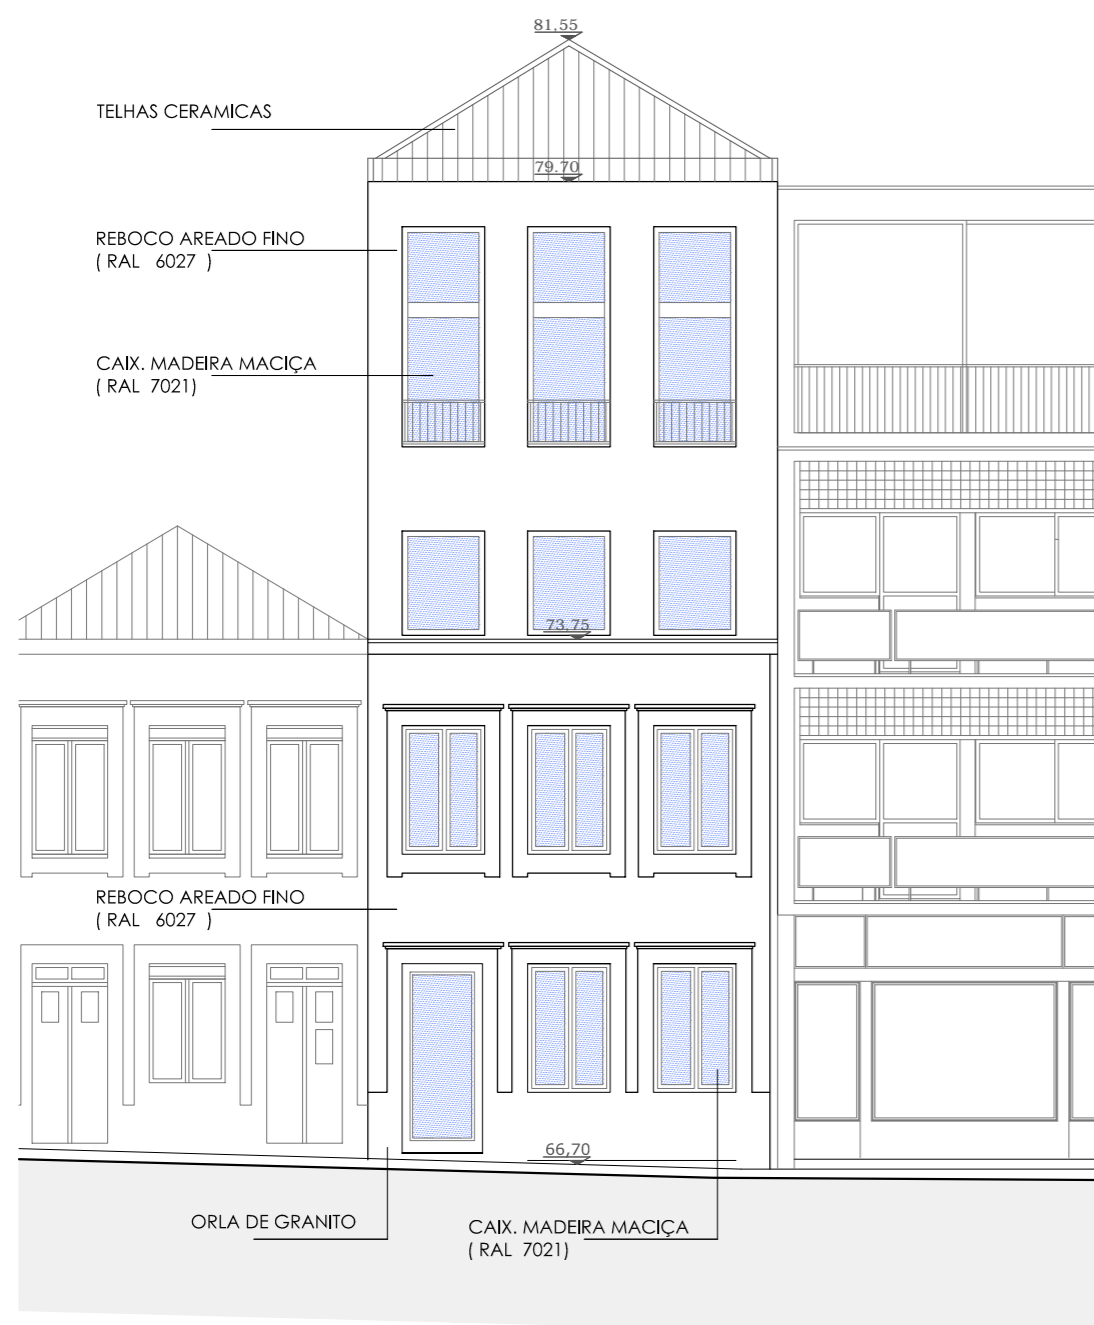 81,55
TELHAS CERAMICAS
79.70
REBOCO AREADO FINO
( RAL 6027 )
CAIX. MADEIRA MACIÇA
( RAL 7021)
73,75
REBOCO AREADO FINO
( RAL 6027 )
66,70
ORLA DE GRANITO
CAIX. MADEIRA MACIÇA
( RAL 7021)